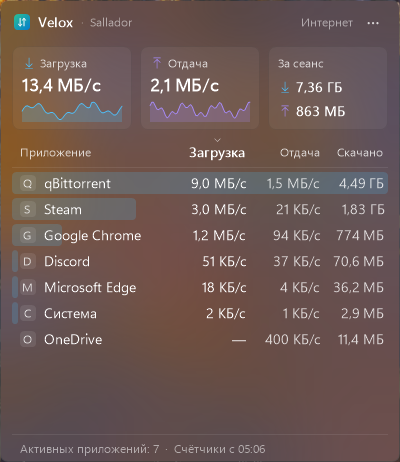 Velox · Sallador Интернет ...
Загрузка Отдача За сеанс
13,4 МБ/с 2,1 МБ/с 7,36 ГБ
863 МБ
Приложение Загрузка Отдача Скачано
Q qBittorrent 9,0 МБ/с 1,5 МБ/с 4,49 ГБ
S Steam 3,0 МБ/с 21 КБ/с 1,83 ГБ
G Google Chrome 1,2 МБ/с 94 КБ/с 774 МБ
D Discord 51 КБ/с 37 КБ/с 70,6 МБ
M Microsoft Edge 18 КБ/с 4 КБ/с 36,2 МБ
С Система 2 КБ/с 1 КБ/с 2,9 МБ
O OneDrive — 400 КБ/с 11,4 МБ
Активных приложений: 7 · Счётчики с 05:06